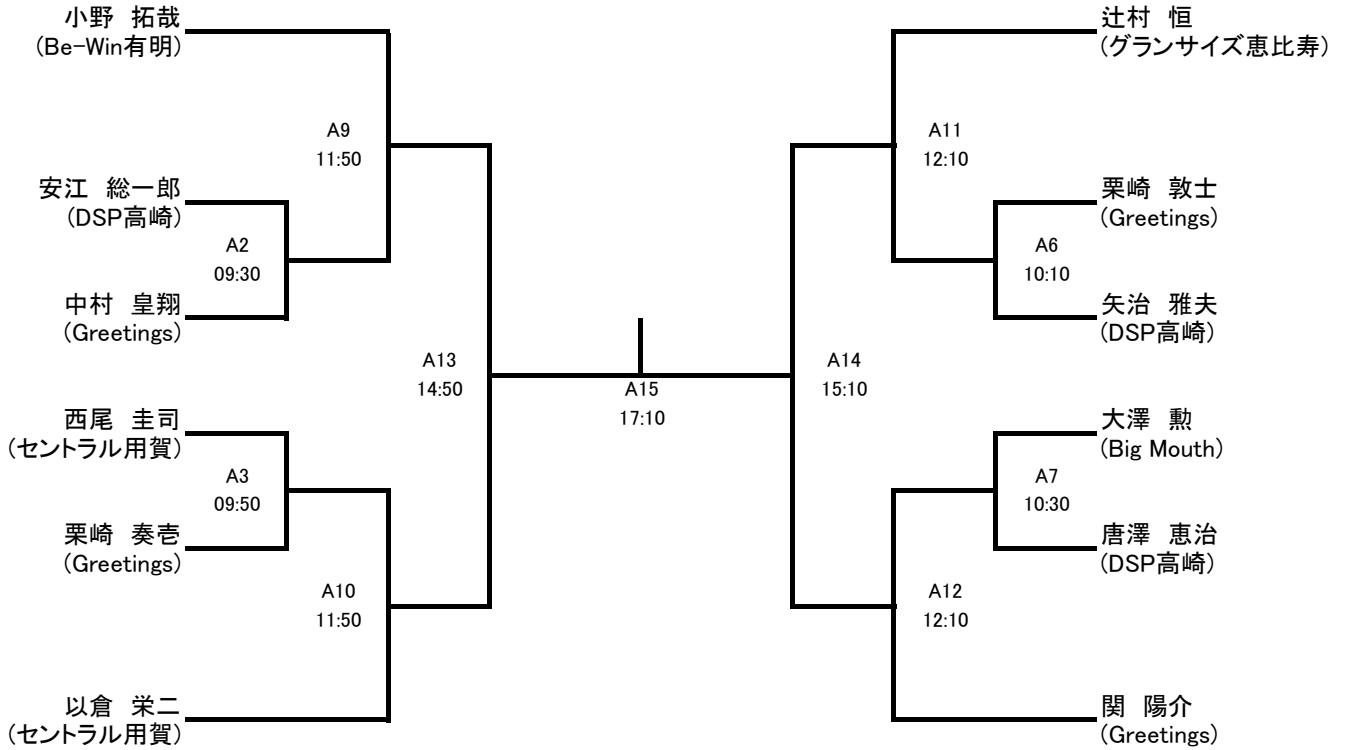 小野 拓哉
(Be-Win有明)
A9
11:50
安江 総一郎
(DSP高崎)
A2
09:30
中村 皇翔
(Greetings)
A13
14:50
西尾 圭司
(セントラル用賀)
A3
09:50
栗崎 奏壱
(Greetings)
A10
11:50
以倉 栄二
(セントラル用賀)
A15
17:10
辻村 恒
(グランサイズ恵比寿)
A11
12:10
栗崎 敦士
(Greetings)
A6
10:10
矢治 雅夫
(DSP高崎)
A14
15:10
大澤 勲
(Big Mouth)
A7
10:30
唐澤 恵治
(DSP高崎)
A12
12:10
関 陽介
(Greetings)